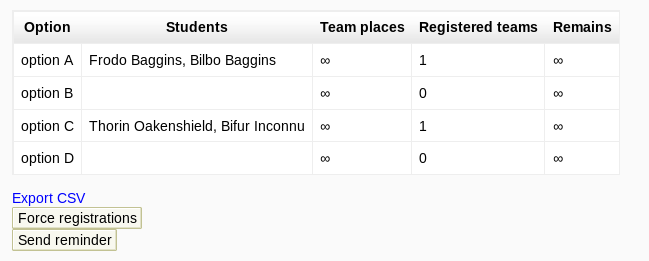 Option Students Team places Registered teams Remains
option A Frodo Baggins, Bilbo Baggins ∞ 1 ∞
option B ∞ 0 ∞
option C Thorin Oakenshield, Bifur Inconnu ∞ 1 ∞
option D ∞ 0 ∞
Export CSV
Force registrations
Send reminder